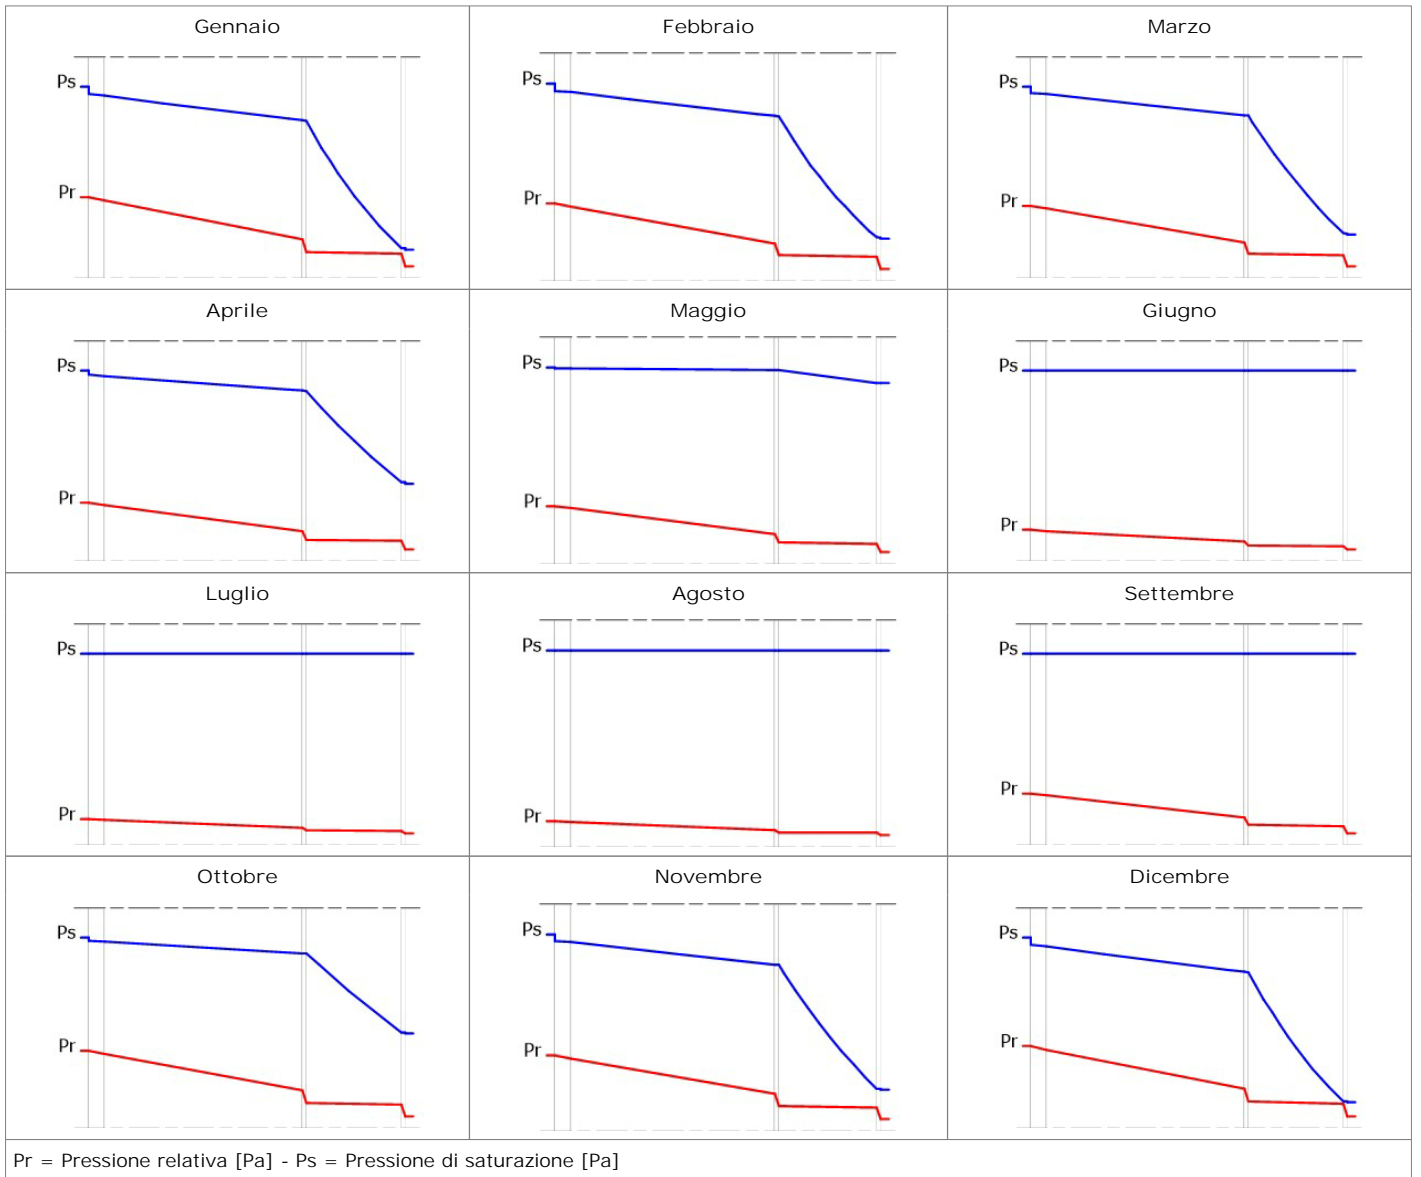 Gennaio
Febbraio
Marzo
Ps
Pr
Ps
Pr
Ps
Pr
Aprile
Maggio
Giugno
Ps
Pr
Ps
Pr
Ps
Pr
Luglio
Agosto
Settembre
Ps
Pr
Ps
Pr
Ps
Pr
Ottobre
Novembre
Dicembre
Ps
Pr
Ps
Pr
Ps
Pr
Pr = Pressione relativa [Pa] - Ps = Pressione di saturazione [Pa]